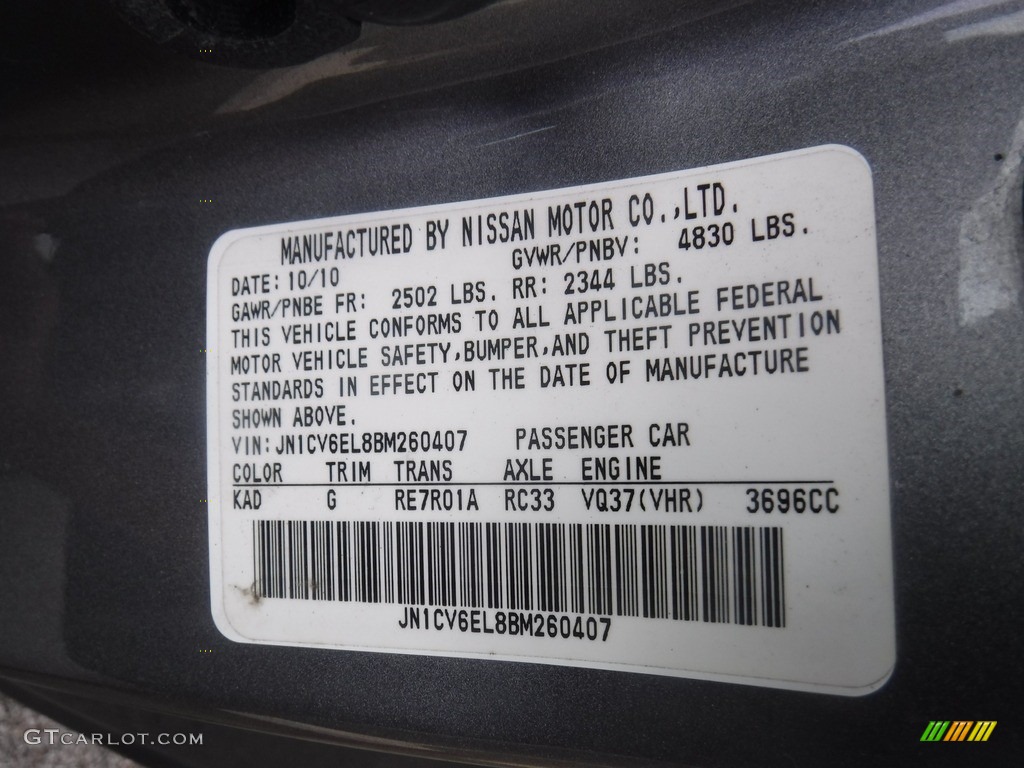 MANUFACTURED BY NISSAN MOTOR CO.,LTD.
DATE: 10/10 GVWR/PNBV: 4830 LBS.
GAWR/PNBE FR: 2502 LBS. RR: 2344 LBS.
THIS VEHICLE CONFORMS TO ALL APPLICABLE FEDERAL
MOTOR VEHICLE SAFETY,BUMPER,AND THEFT PREVENTION
STANDARDS IN EFFECT ON THE DATE OF MANUFACTURE
SHOWN ABOVE.
VIN:JN1CV6EL8BM260407 PASSENGER CAR
COLOR TRIM TRANS AXLE ENGINE
KAD G RE7R01A RC33 VQ37(VHR) 3696CC
JN1CV6EL8BM260407
GTCARLOT.COM